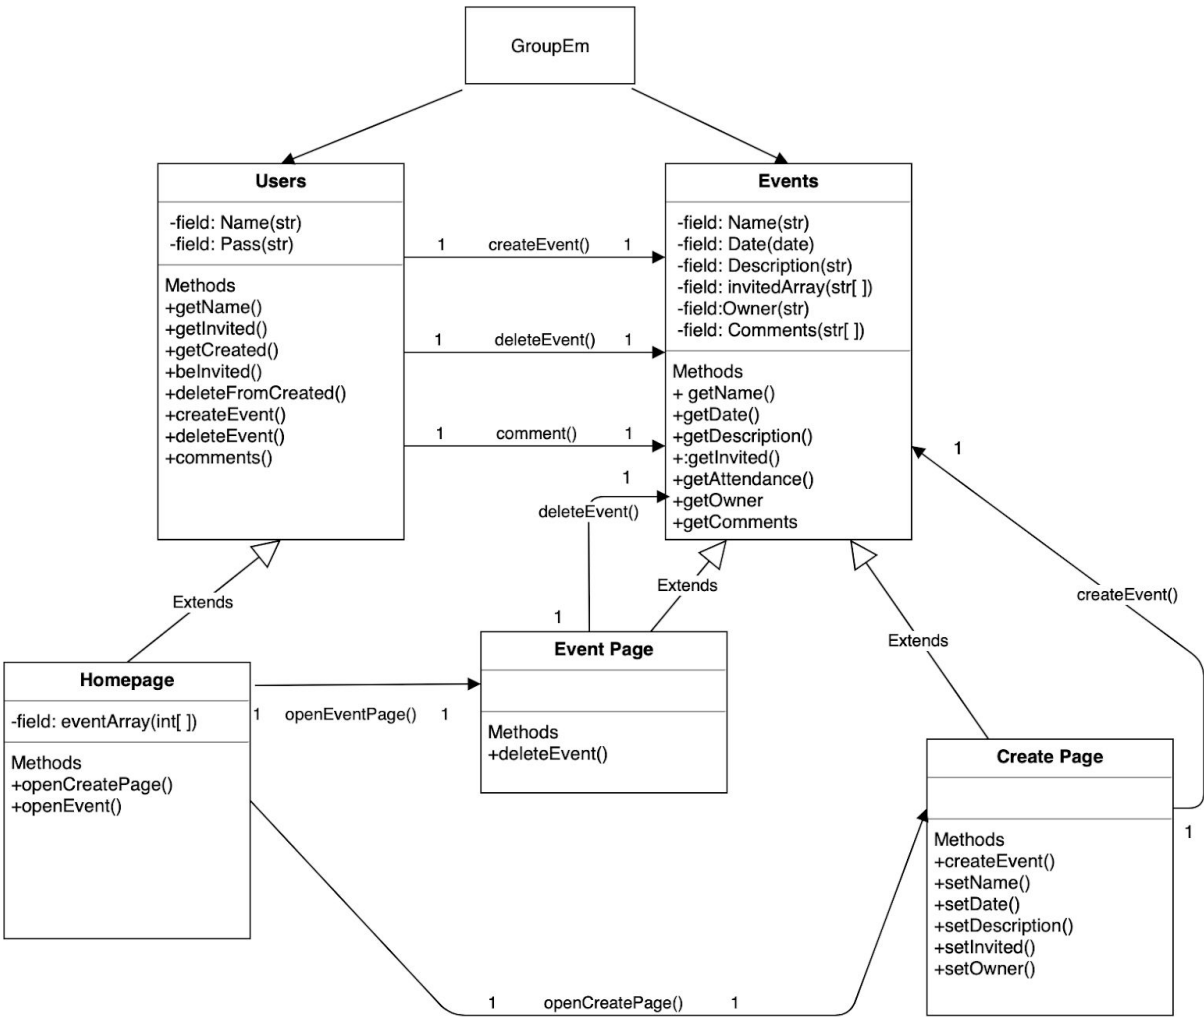 GroupEm
Users
-field: Name(str)
-field: Pass(str)
Methods
+getName()
+getInvited()
+getCreated()
+beInvited()
+deleteFromCreated()
+createEvent()
+deleteEvent()
+comments()
1 createEvent() 1
1 deleteEvent() 1
1 comment() 1
Events
-field: Name(str)
-field: Date(date)
-field: Description(str)
-field: invitedArray(str[ ])
-field:Owner(str)
-field: Comments(str[ ])
Methods
+ getName()
+getDate()
+getDescription()
+:getInvited()
+getAttendance()
+getOwner
+getComments
1
deleteEvent()
1
1
createEvent()
1
Extends
Extends
Extends
Homepage
-field: eventArray(int[ ])
Methods
+openCreatePage()
+openEvent()
1 openEventPage() 1
Event Page
Methods
+deleteEvent()
Create Page
Methods
+createEvent()
+setName()
+setDate()
+setDescription()
+setInvited()
+setOwner()
1 openCreatePage() 1